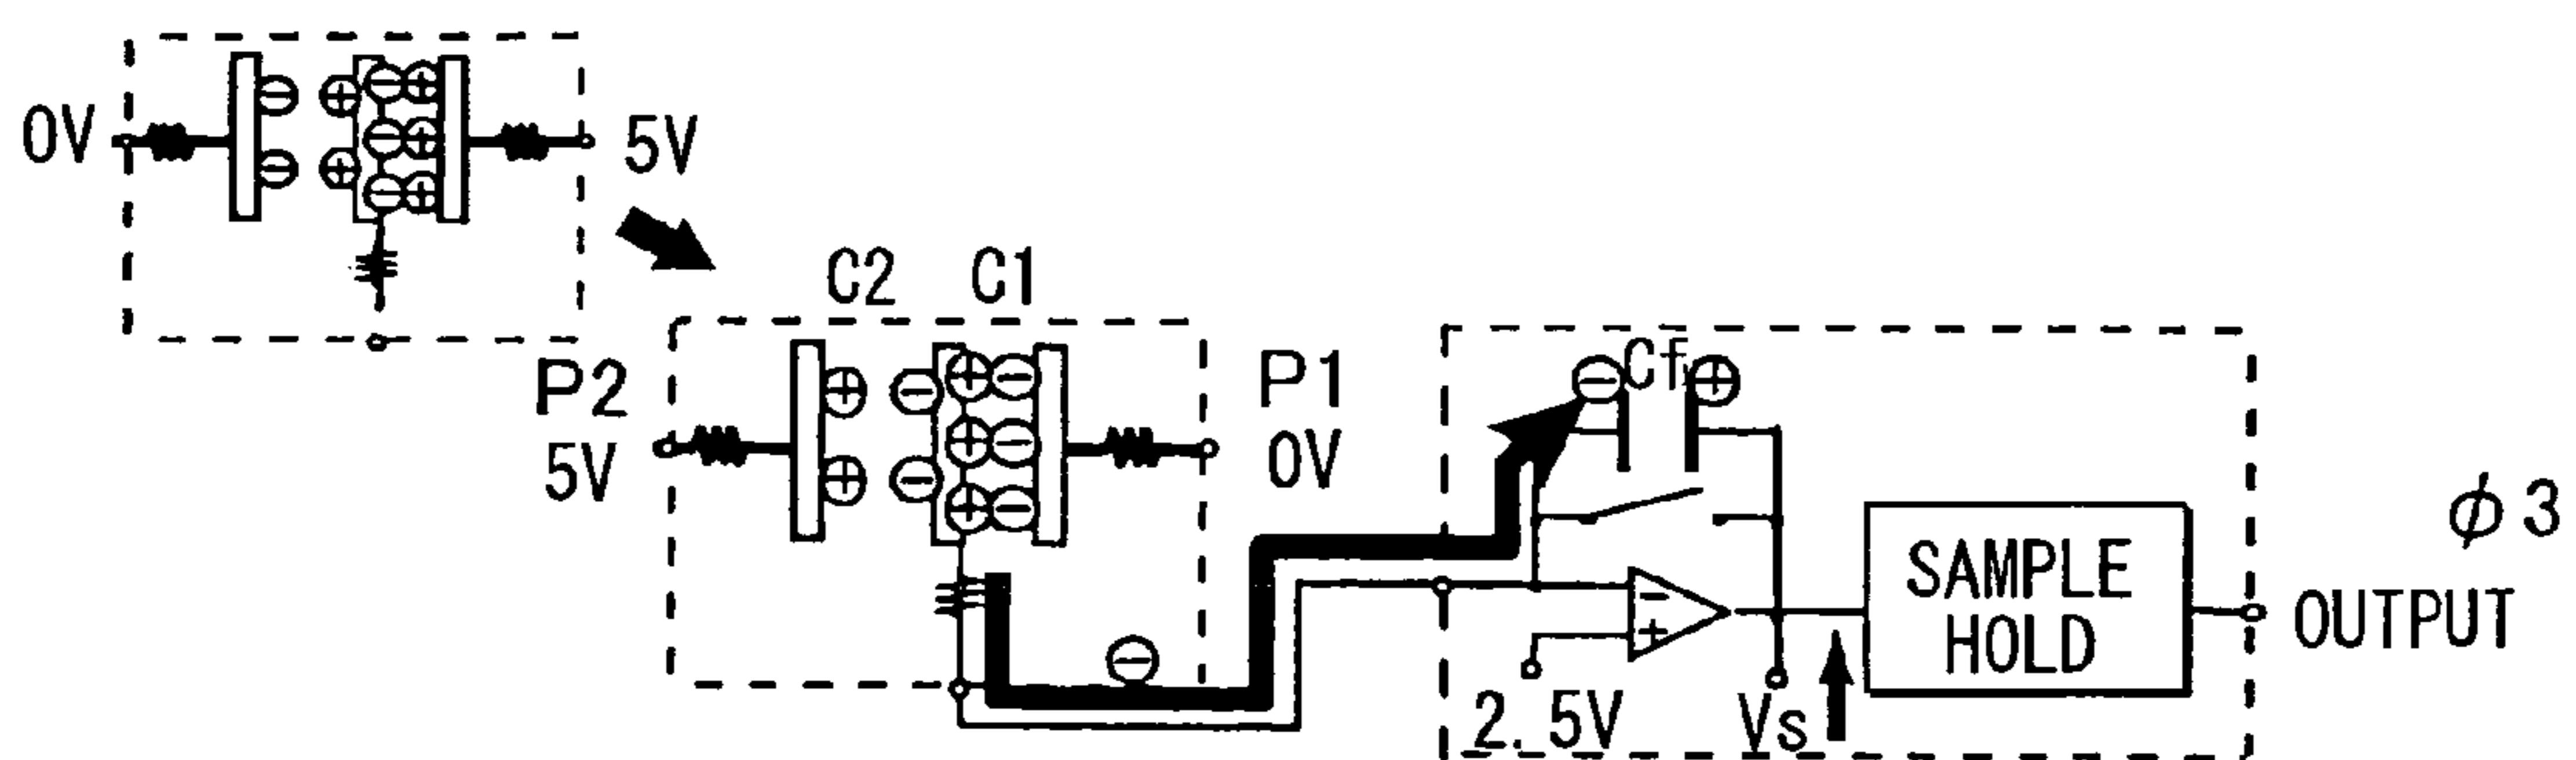 0V
5V
C2 C1
P2
5V
P1
0V
Cf
2.5V
Vs
SAMPLE
HOLD
φ3
OUTPUT